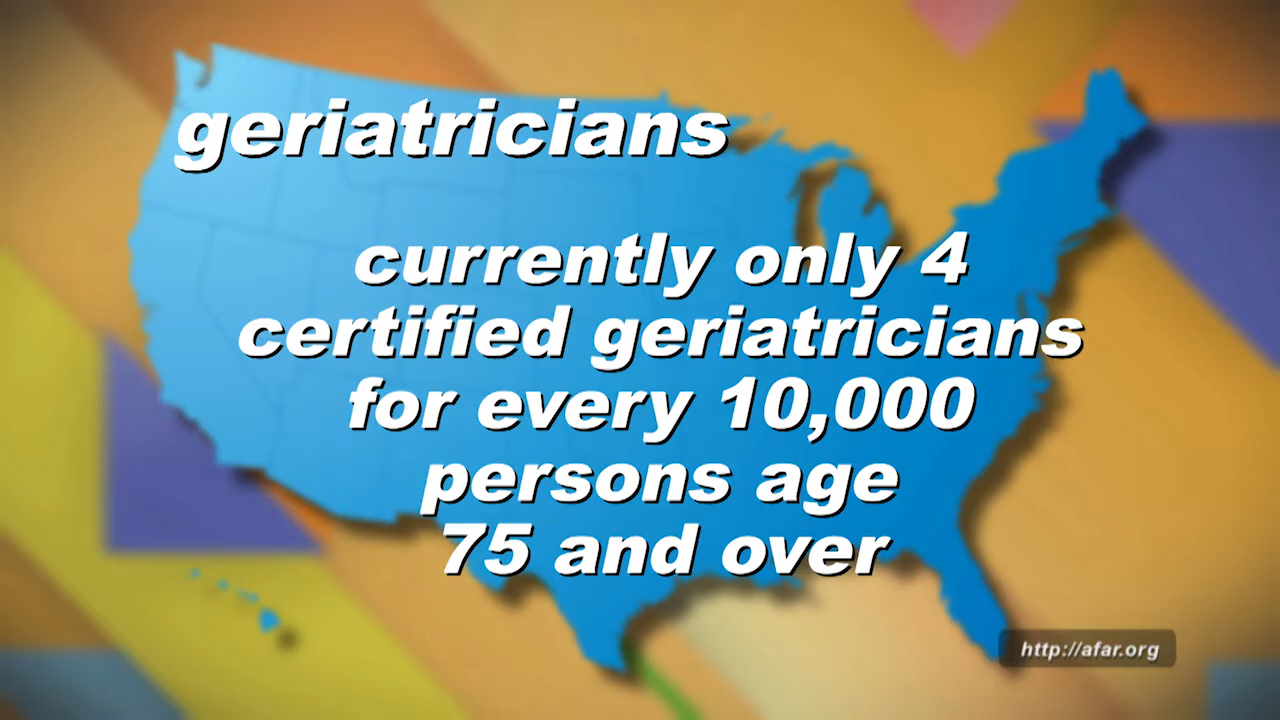 geriatricians
currently only 4
certified geriatricians
for every 10,000
persons age
75 and over
http://afar.org